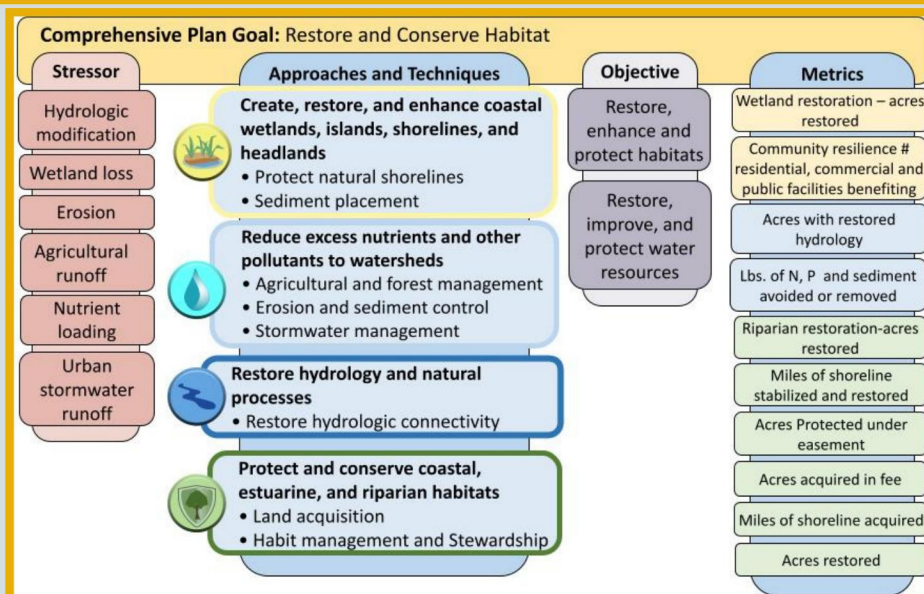 Comprehensive Plan Goal: Restore and Conserve Habitat
Stressor
Hydrologic
modification
Wetland loss
Erosion
Agricultural
runoff
Nutrient
loading
Urban
stormwater
runoff
Approaches and Techniques
Create, restore, and enhance coastal
wetlands, islands, shorelines, and
headlands
• Protect natural shorelines
• Sediment placement
Reduce excess nutrients and other
pollutants to watersheds
• Agricultural and forest management
• Erosion and sediment control
• Stormwater management
Restore hydrology and natural
processes
• Restore hydrologic connectivity
Protect and conserve coastal,
estuarine, and riparian habitats
• Land acquisition
• Habit management and Stewardship
Objective
Restore,
enhance and
protect habitats
Restore,
improve, and
protect water
resources
Metrics
Wetland restoration – acres
restored
Community resilience #
residential, commercial and
public facilities benefiting
Acres with restored
hydrology
Lbs. of N, P and sediment
avoided or removed
Riparian restoration-acres
restored
Miles of shoreline
stabilized and restored
Acres Protected under
easement
Acres acquired in fee
Miles of shoreline acquired
Acres restored